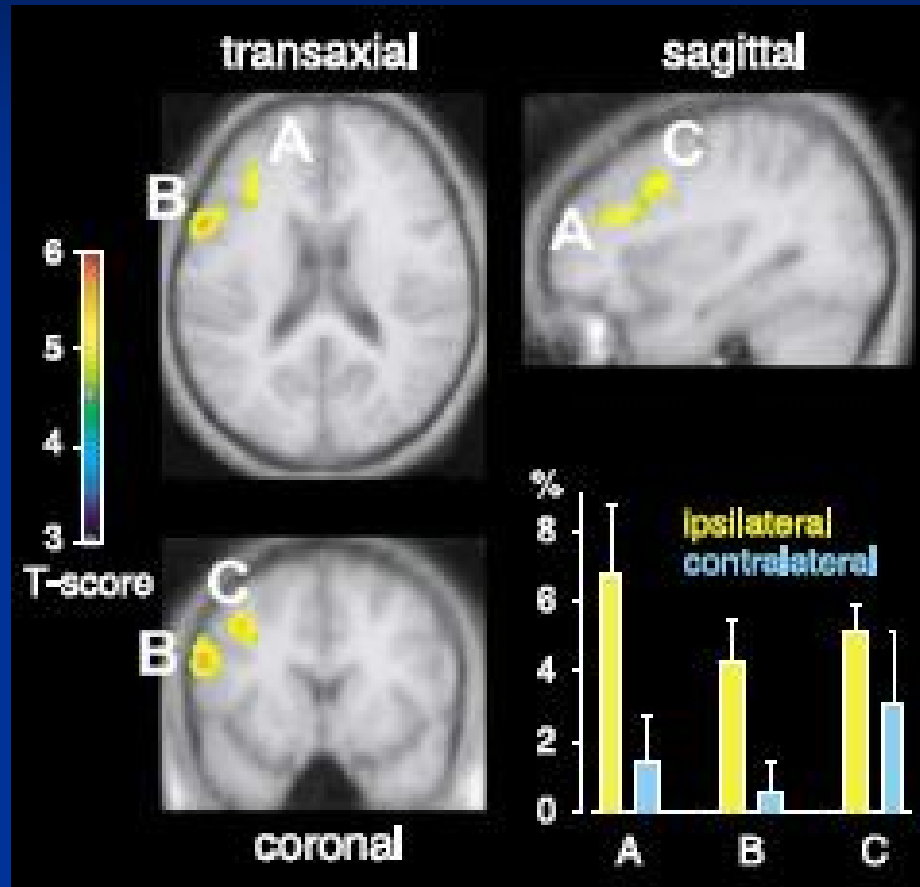 transaxial
sagittal
A
B
C
A
6
5
4
3
T-score
C
B
coronal
%
8
6
4
2
0
ipsilateral
contralateral
A B C